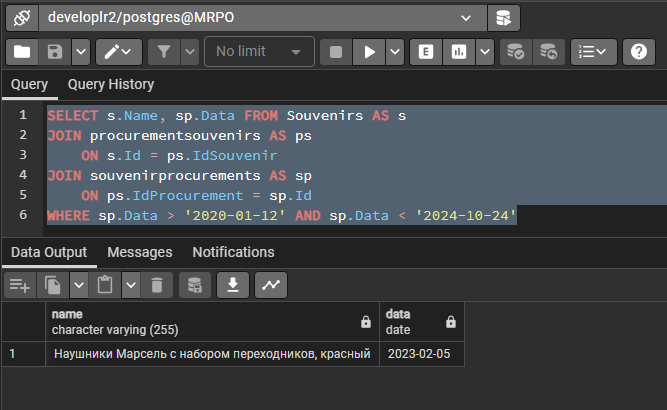 developlr2/postgres@MRPO
No limit
E
Query Query History
1 SELECT s.Name, sp.Data FROM Souvenirs AS s
2 JOIN procurementsouvenirs AS ps
3 ON s.Id = ps.IdSouvenir
4 JOIN souvenirprocurements AS sp
5 ON ps.IdProcurement = sp.Id
6 WHERE sp.Data > '2020-01-12' AND sp.Data < '2024-10-24'
Data Output Messages Notifications
name data
character varying (255) date
1 Наушники Марсель с набором переходников, красный 2023-02-05